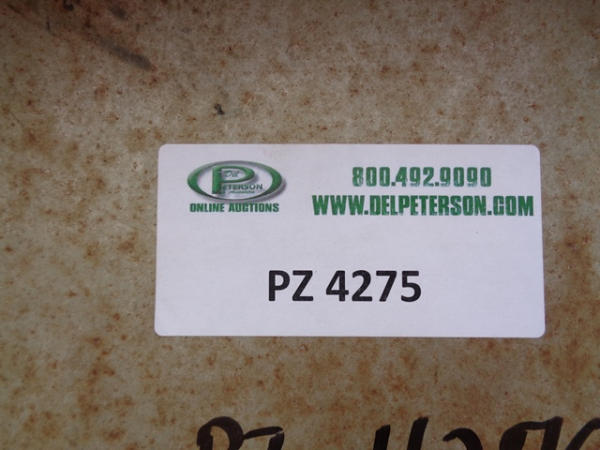 Del
PETERSON
ONLINE AUCTIONS
800.492.9090
WWW.DELPETERSON.COM
PZ 4275